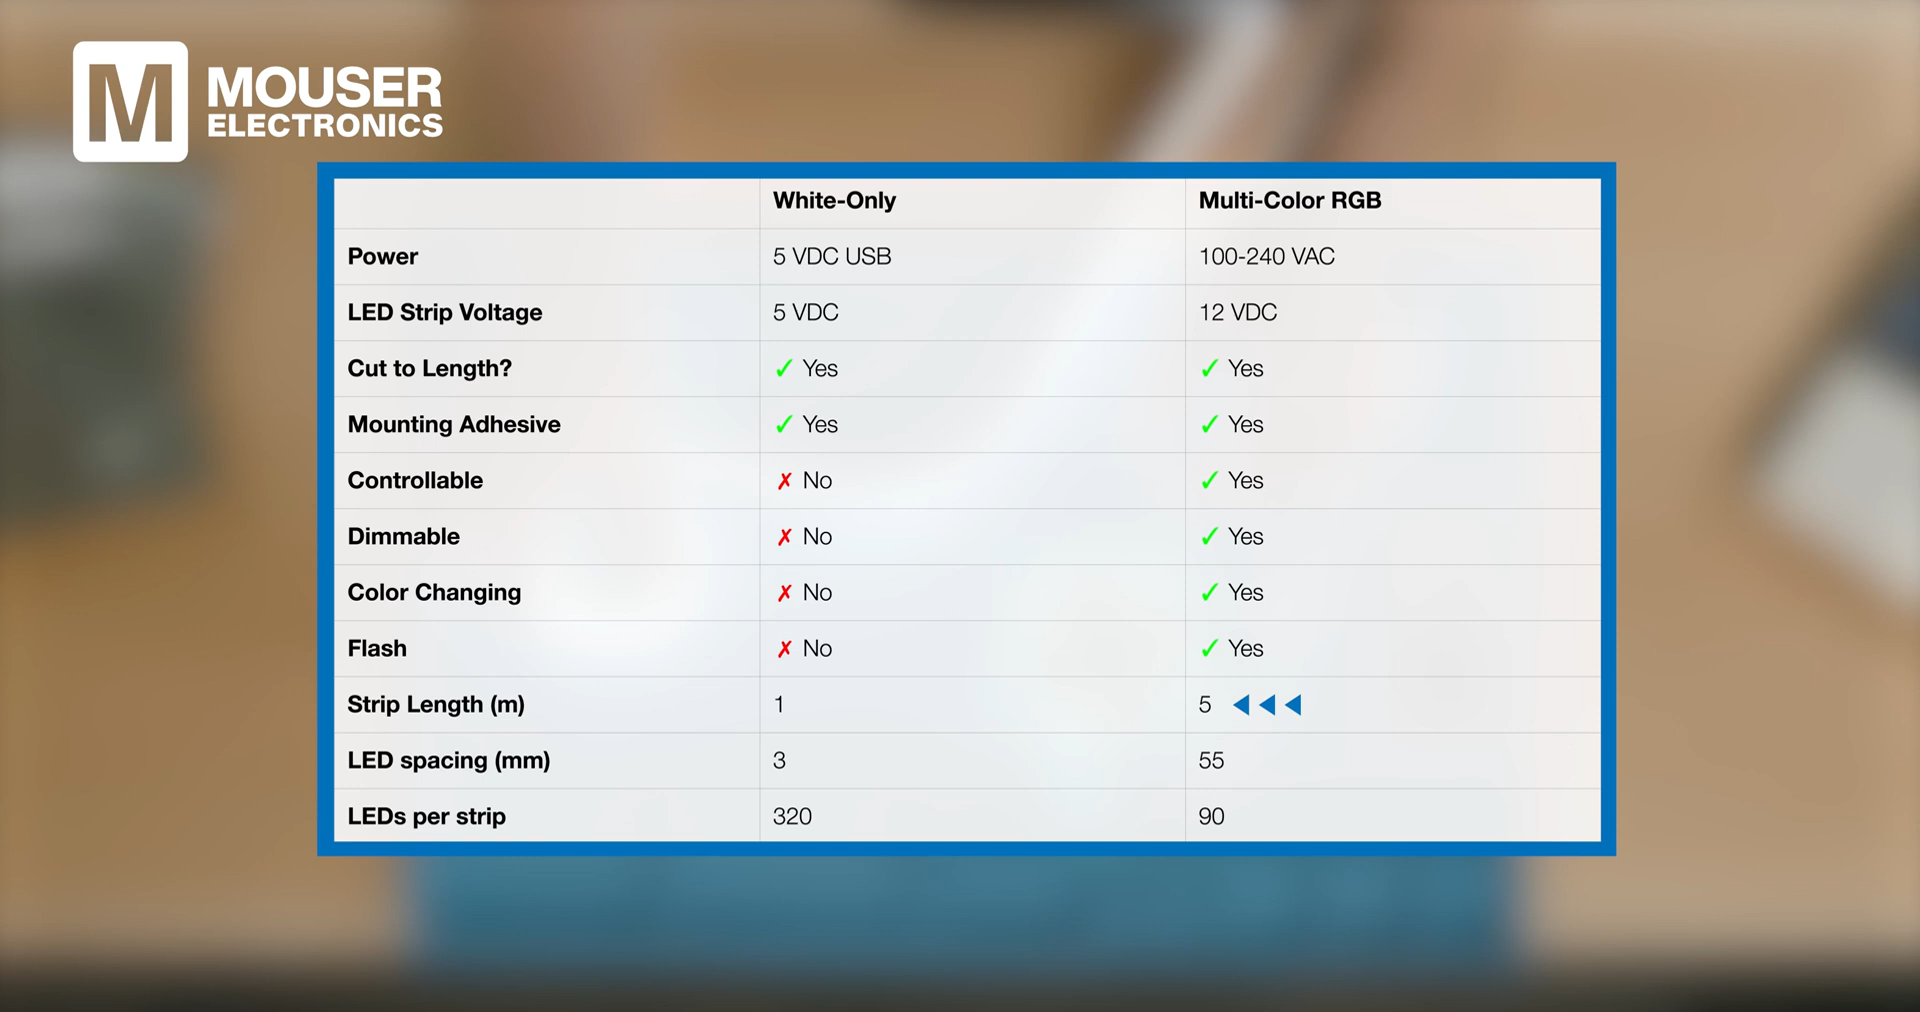 M MOUSER
ELECTRONICS
White-Only Multi-Color RGB
Power 5 VDC USB 100-240 VAC
LED Strip Voltage 5 VDC 12 VDC
Cut to Length? ✓ Yes ✓ Yes
Mounting Adhesive ✓ Yes ✓ Yes
Controllable ✗ No ✓ Yes
Dimmable ✗ No ✓ Yes
Color Changing ✗ No ✓ Yes
Flash ✗ No ✓ Yes
Strip Length (m) 1 5 ◀ ◀ ◀
LED spacing (mm) 3 55
LEDs per strip 320 90